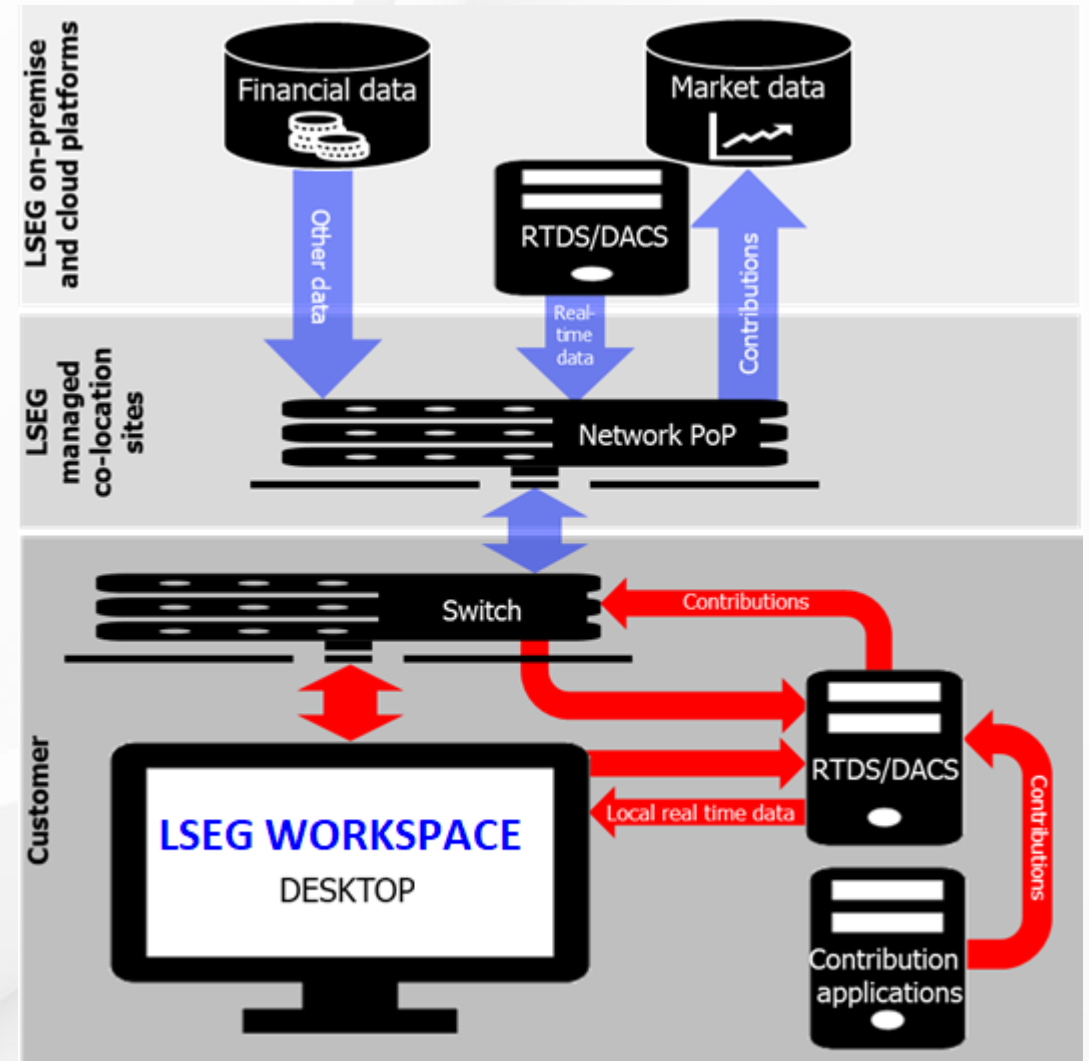 LSEG on-premise
and cloud platforms
Financial data
Market data
RTDS/DACS
Other data
Real-
time
data
Contributions
LSEG
managed
co-location
sites
Network PoP
Customer
Switch
Contributions
RTDS/DACS
Local real time data
LSEG WORKSPACE
DESKTOP
Contributions
Contribution
applications